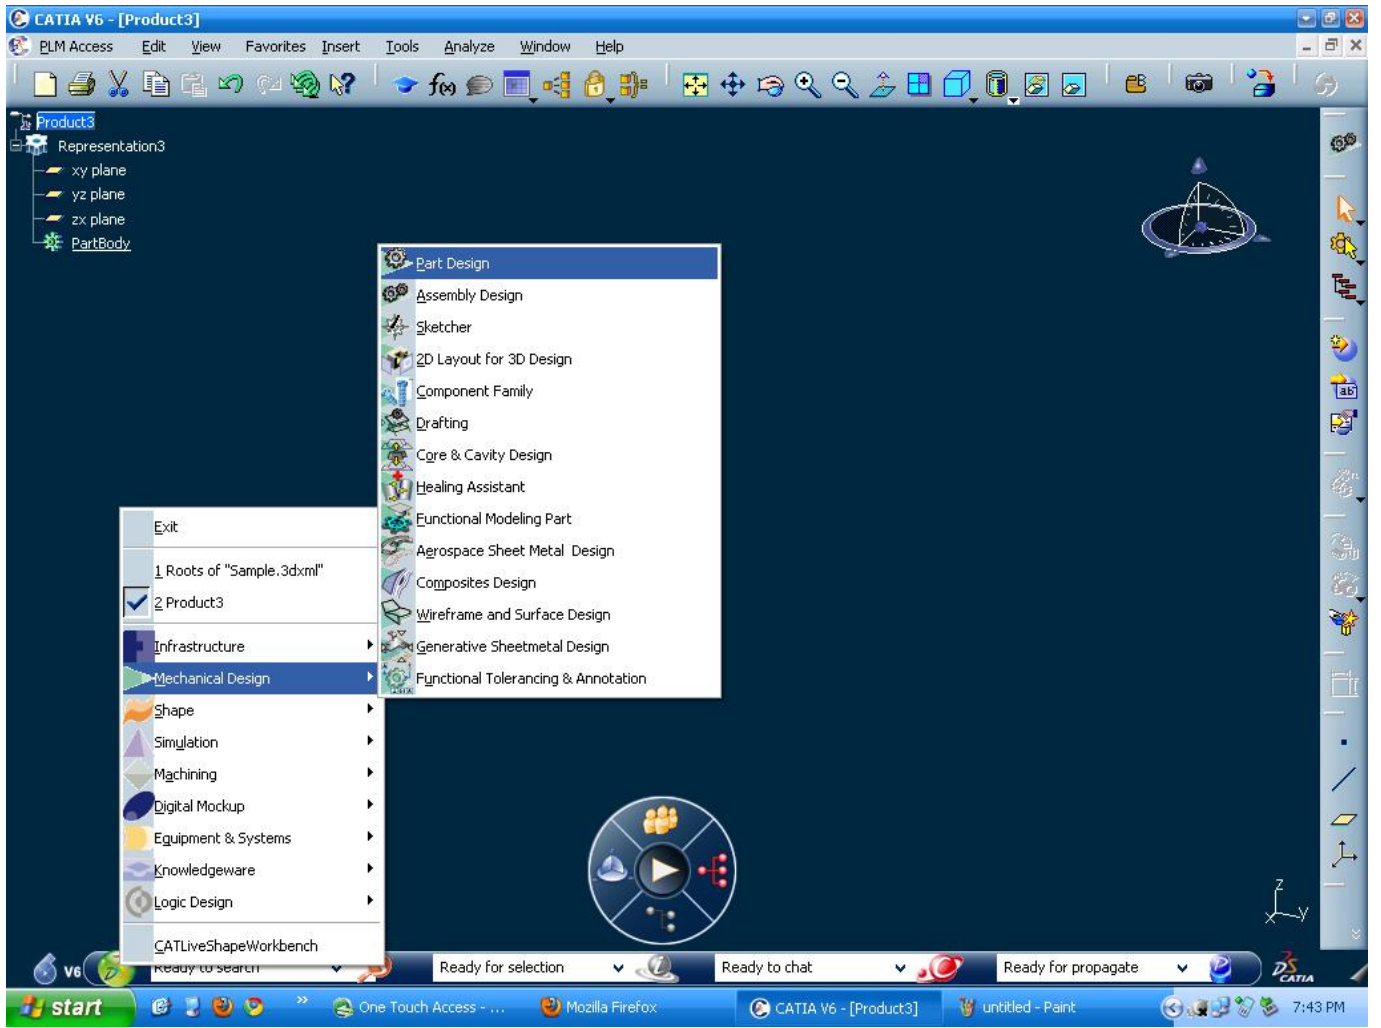 CATIA V6 - [Product3]
PLM Access Edit View Favorites Insert Tools Analyze Window Help
Product3
Representation3
xy plane
yz plane
zx plane
PartBody
Part Design
Assembly Design
Sketcher
2D Layout for 3D Design
Component Family
Drafting
Core & Cavity Design
Healing Assistant
Functional Modeling Part
Aerospace Sheet Metal Design
Composites Design
Wireframe and Surface Design
Generative Sheetmetal Design
Functional Tolerancing & Annotation
Exit
1 Roots of "Sample.3dxml"
2 Product3
Infrastructure
Mechanical Design
Shape
Simulation
Machining
Digital Mockup
Equipment & Systems
Knowledgeware
Logic Design
CATLiveShapeWorkbench
z
x y
V6 Ready to search Ready for selection Ready to chat Ready for propagate CATIA
start One Touch Access - ... Mozilla Firefox CATIA V6 - [Product3] untitled - Paint 7:43 PM